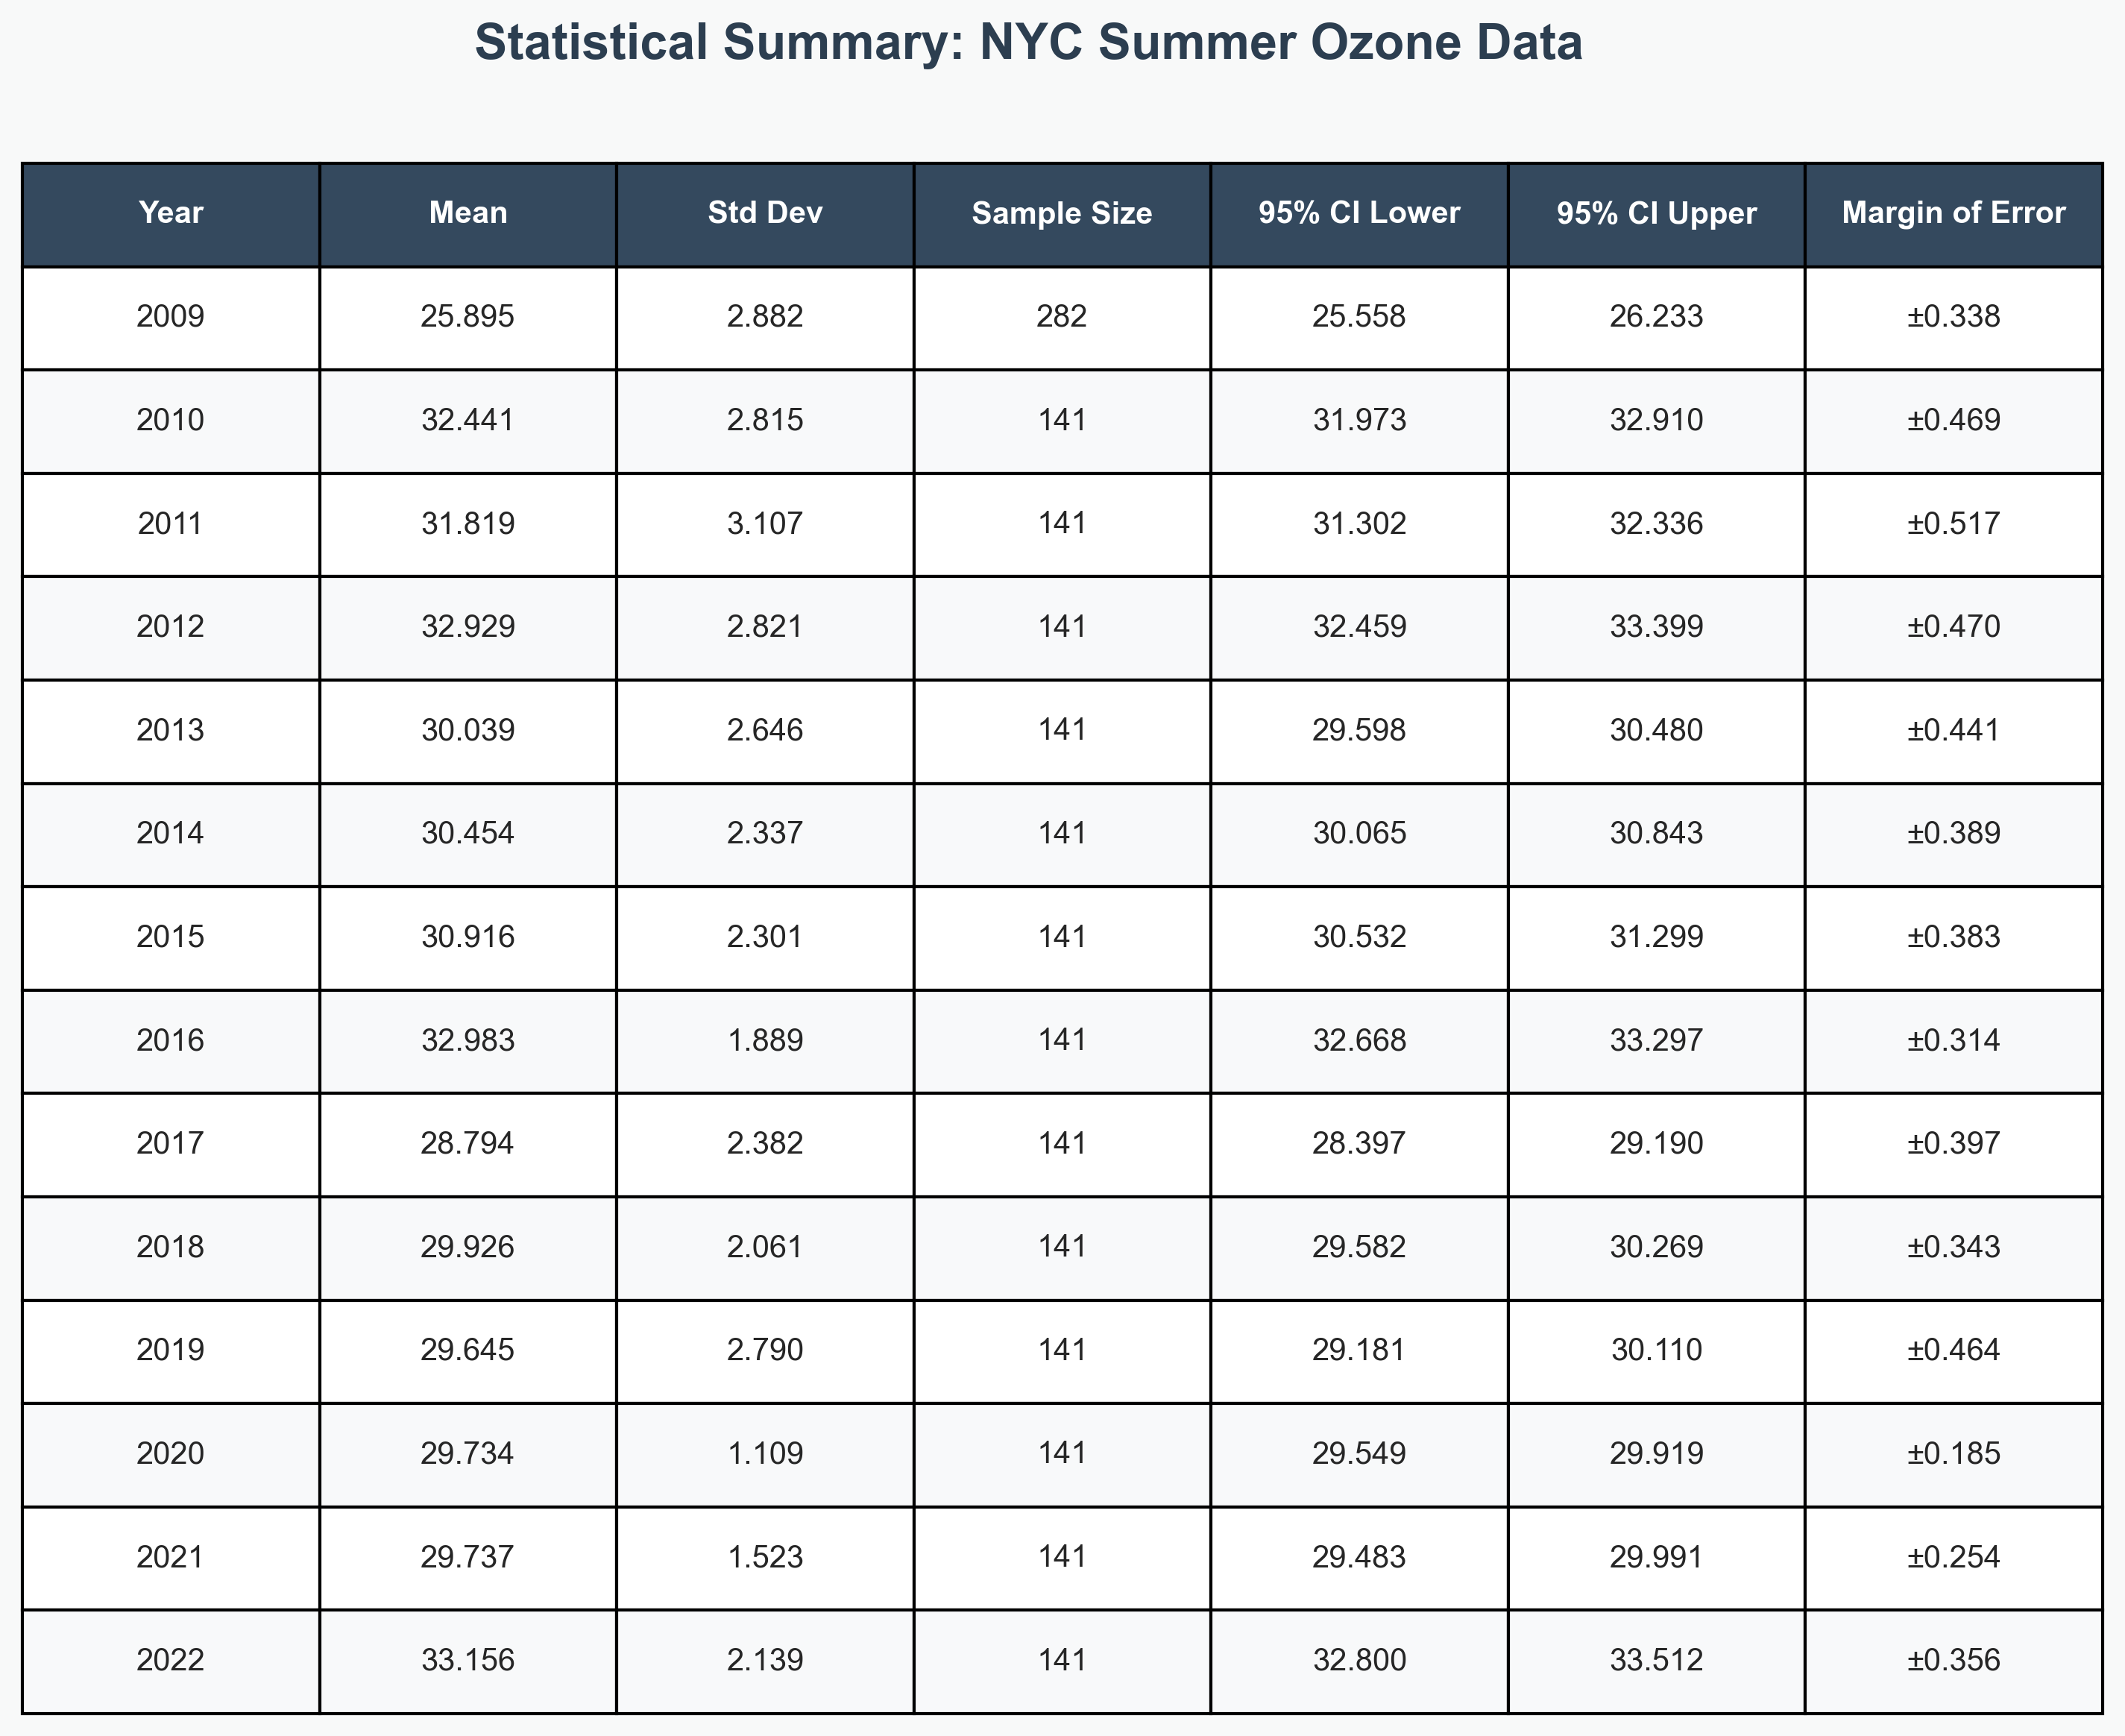 Statistical Summary: NYC Summer Ozone Data
Year Mean Std Dev Sample Size 95% CI Lower 95% CI Upper Margin of Error
2009 25.895 2.882 282 25.558 26.233 ±0.338
2010 32.441 2.815 141 31.973 32.910 ±0.469
2011 31.819 3.107 141 31.302 32.336 ±0.517
2012 32.929 2.821 141 32.459 33.399 ±0.470
2013 30.039 2.646 141 29.598 30.480 ±0.441
2014 30.454 2.337 141 30.065 30.843 ±0.389
2015 30.916 2.301 141 30.532 31.299 ±0.383
2016 32.983 1.889 141 32.668 33.297 ±0.314
2017 28.794 2.382 141 28.397 29.190 ±0.397
2018 29.926 2.061 141 29.582 30.269 ±0.343
2019 29.645 2.790 141 29.181 30.110 ±0.464
2020 29.734 1.109 141 29.549 29.919 ±0.185
2021 29.737 1.523 141 29.483 29.991 ±0.254
2022 33.156 2.139 141 32.800 33.512 ±0.356